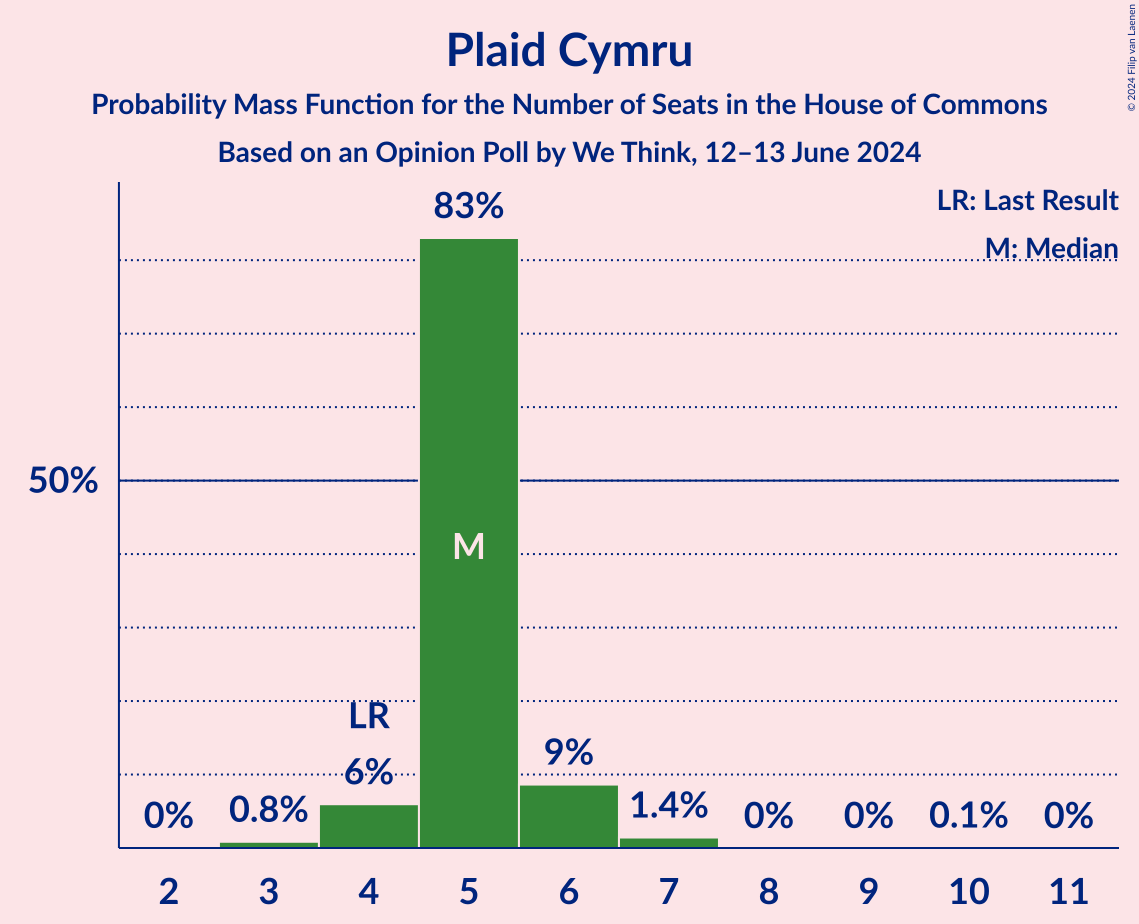 Plaid Cymru
Probability Mass Function for the Number of Seats in the House of Commons
Based on an Opinion Poll by We Think, 12–13 June 2024
© 2024 Filip van Laenen
LR: Last Result
M: Median
83%
50%
M
LR
6%
9%
0%
0.8%
1.4%
0%
0%
0.1%
0%
2 3 4 5 6 7 8 9 10 11